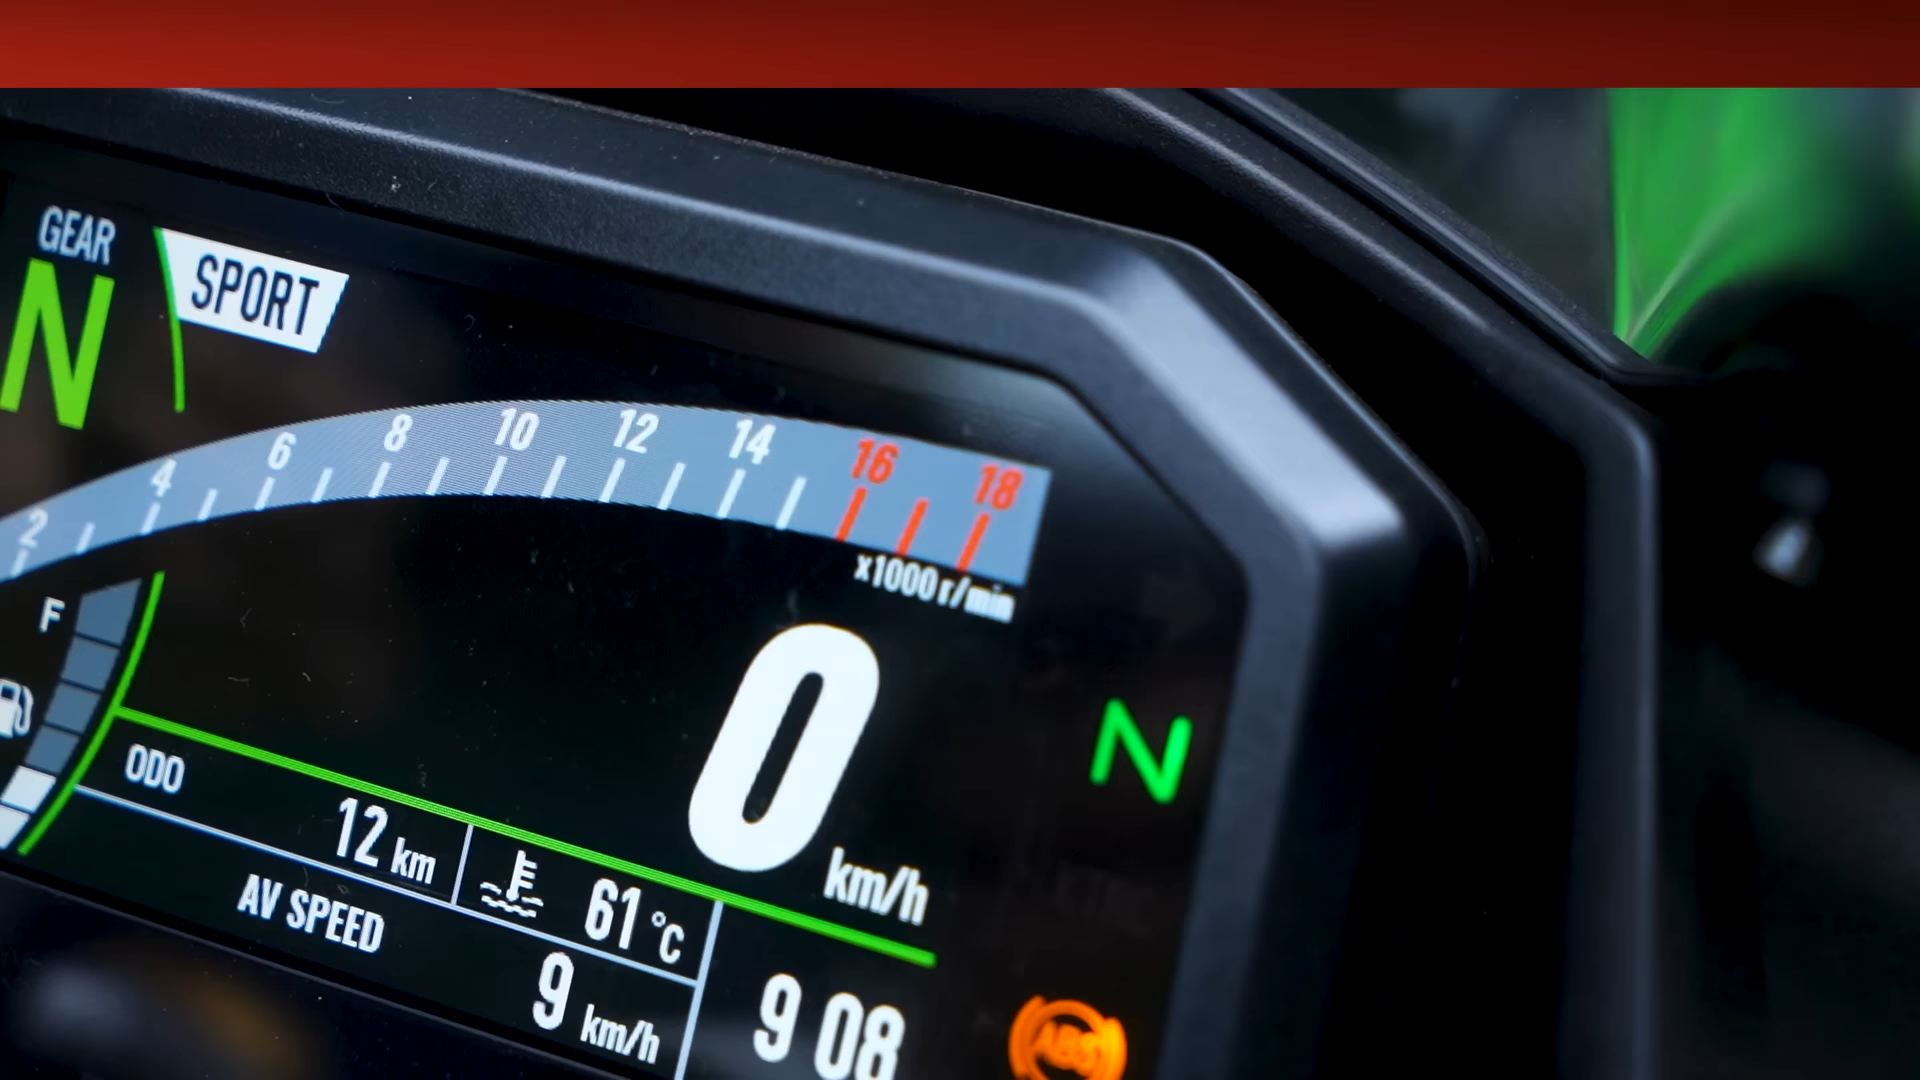 GEAR
N
SPORT
2 4 6 8 10 12 14 16 18
x1000 r/min
F
0 km/h
N
ODO
12 km
61 °C
AV SPEED
9 km/h
9 08
ABS